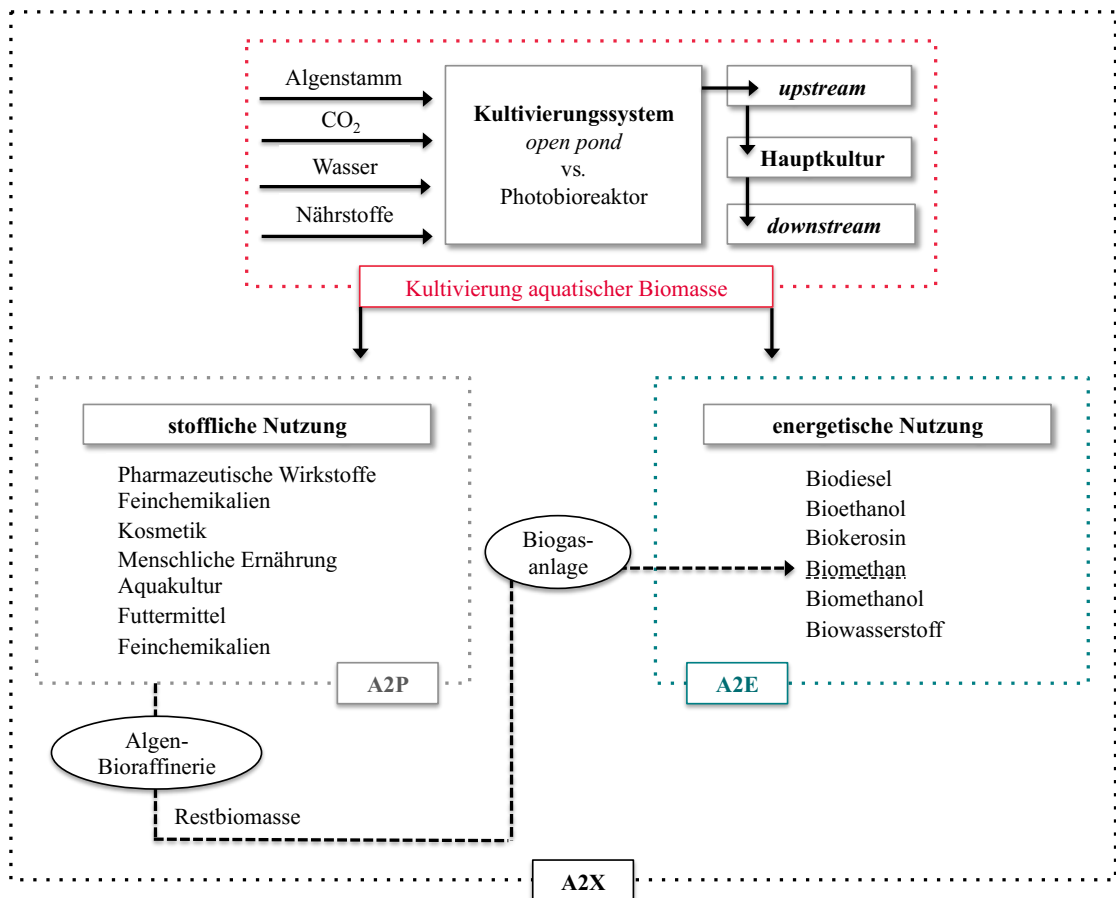 Algenstamm
CO₂
Wasser
Nährstoffe
Kultivierungssystem
open pond
vs.
Photobioreaktor
upstream
Hauptkultur
downstream
Kultivierung aquatischer Biomasse
stoffliche Nutzung
Pharmazeutische Wirkstoffe
Feinchemikalien
Kosmetik
Menschliche Ernährung
Aquakultur
Futtermittel
Feinchemikalien
A2P
Algen-
Bioraffinerie
Restbiomasse
Biogas-
anlage
energetische Nutzung
Biodiesel
Bioethanol
Biokerosin
Biomethan
Biomethanol
Biowasserstoff
A2E
A2X